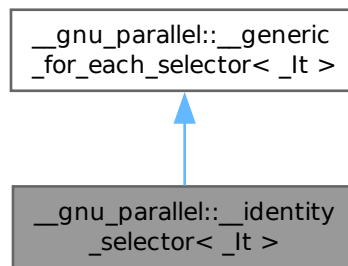 __gnu_parallel::__generic
_for_each_selector< _It >
__gnu_parallel::__identity
_selector< _It >